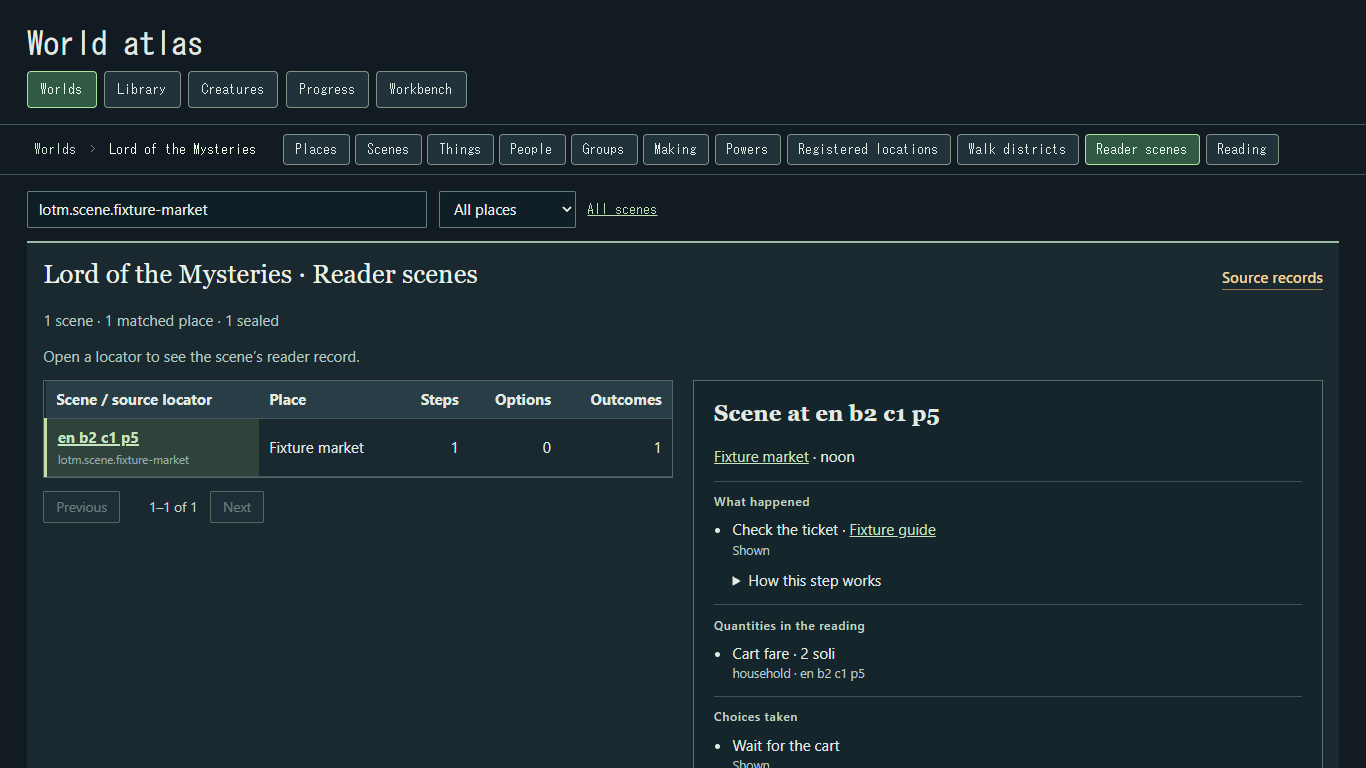 World atlas
Worlds Library Creatures Progress Workbench
Worlds > Lord of the Mysteries Places Scenes Things People Groups Making Powers Registered locations Walk districts Reader scenes Reading
lotm.scene.fixture-market All places All scenes
Lord of the Mysteries · Reader scenes
Source records
1 scene · 1 matched place · 1 sealed
Open a locator to see the scene's reader record.
Scene / source locator Place Steps Options Outcomes
en b2 c1 p5
lotm.scene.fixture-market
Fixture market 1 0 1
Previous 1–1 of 1 Next
Scene at en b2 c1 p5
Fixture market · noon
What happened
• Check the ticket · Fixture guide
Shown
▶ How this step works
Quantities in the reading
• Cart fare · 2 soli
household · en b2 c1 p5
Choices taken
• Wait for the cart
Shown